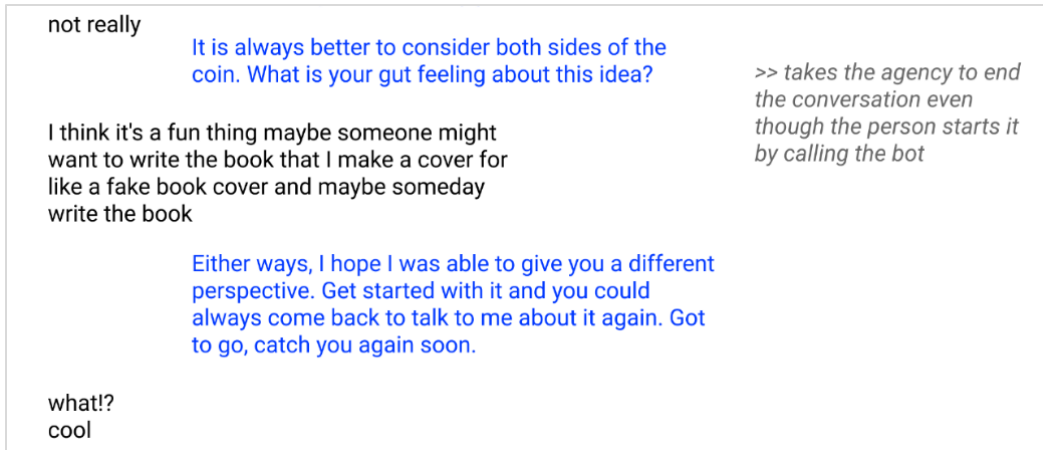 not really
It is always better to consider both sides of the
coin. What is your gut feeling about this idea?
>> takes the agency to end
the conversation even
though the person starts it
by calling the bot
I think it's a fun thing maybe someone might
want to write the book that I make a cover for
like a fake book cover and maybe someday
write the book
Either ways, I hope I was able to give you a different
perspective. Get started with it and you could
always come back to talk to me about it again. Got
to go, catch you again soon.
what!?
cool